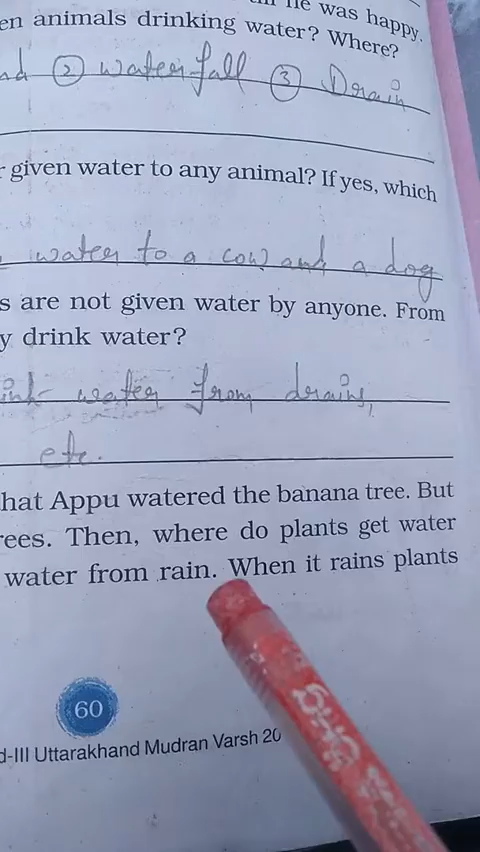 he was happy.
en animals drinking water? Where?
② waterfall ③ Drain
given water to any animal? If yes, which
water to a cow and a dog
s are not given water by anyone. From
y drink water?
water from drains,
etc.
hat Appu watered the banana tree. But
rees. Then, where do plants get water
water from rain. When it rains plants
60
d-III Uttarakhand Mudran Varsh 20